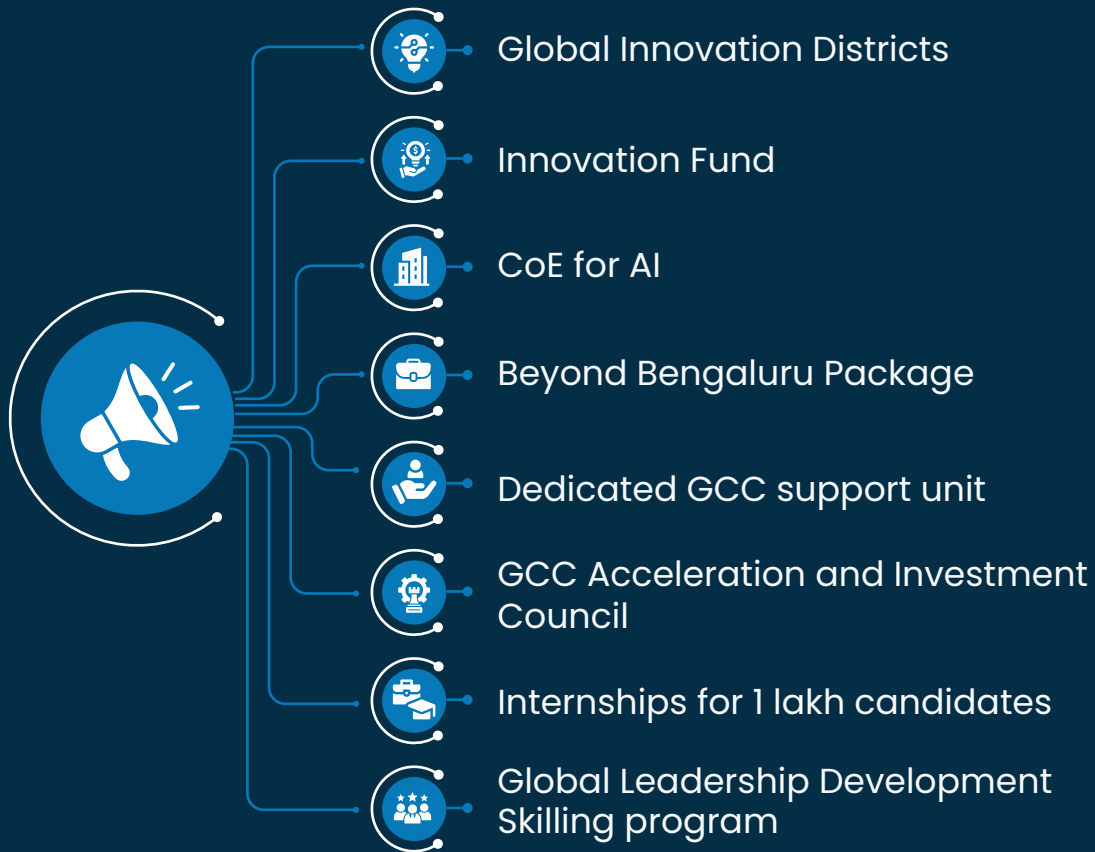 Global Innovation Districts
Innovation Fund
CoE for AI
Beyond Bengaluru Package
Dedicated GCC support unit
GCC Acceleration and Investment
Council
Internships for 1 lakh candidates
Global Leadership Development
Skilling program